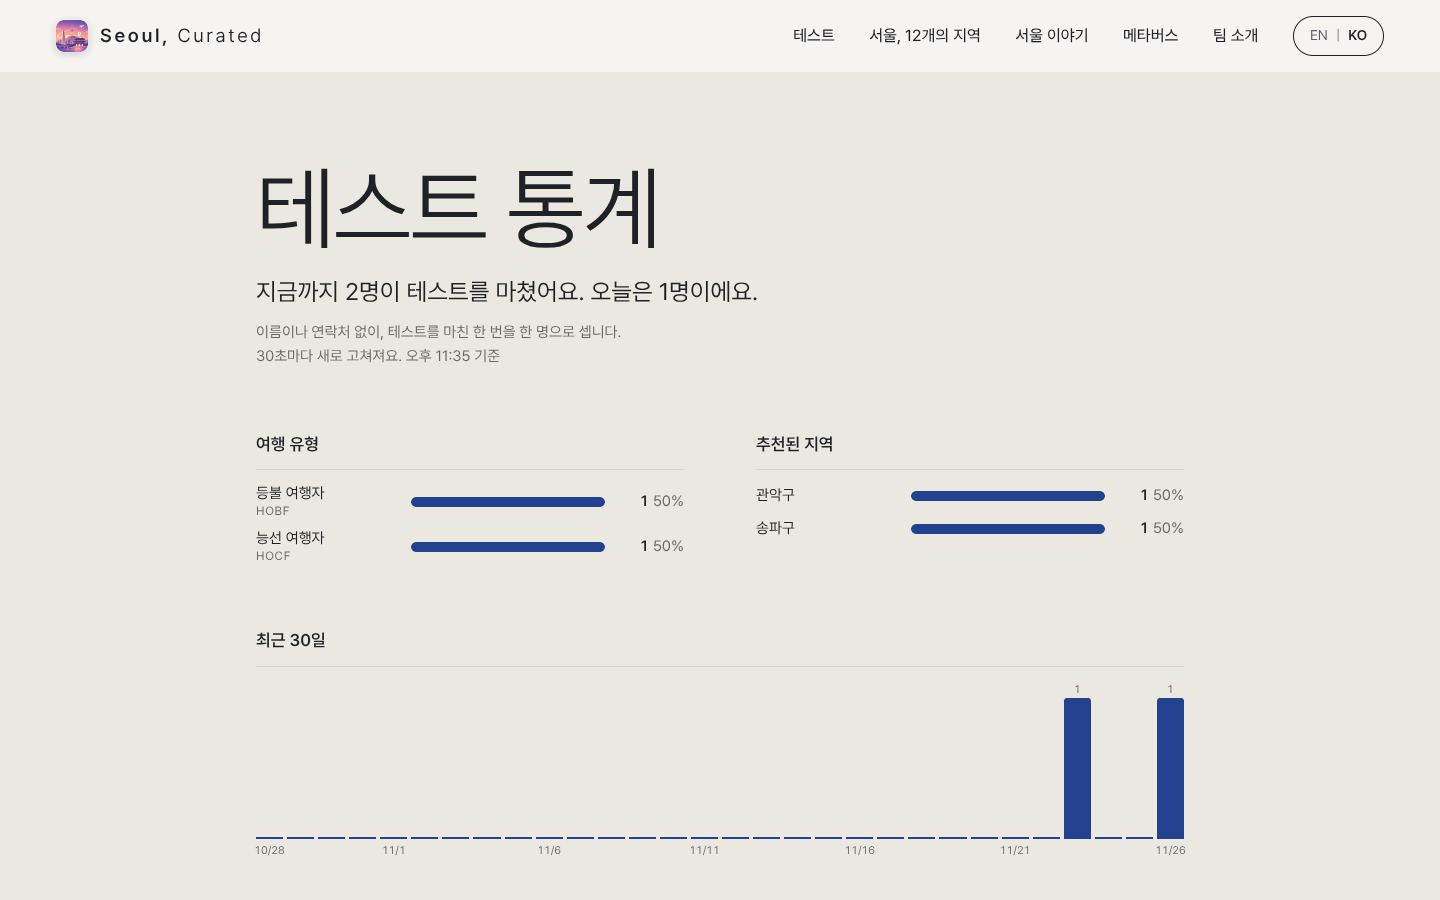 Seoul, Curated
테스트 서울, 12개의 지역 서울 이야기 메타버스 팀 소개 EN | KO
테스트 통계
지금까지 2명이 테스트를 마쳤어요. 오늘은 1명이에요.
이름이나 연락처 없이, 테스트를 마친 한 번을 한 명으로 셉니다.
30초마다 새로 고쳐져요. 오후 11:35 기준
여행 유형
등불 여행자
HOBF
1 50%
능선 여행자
HOCF
1 50%
추천된 지역
관악구 1 50%
송파구 1 50%
최근 30일
1 1
10/28 11/1 11/6 11/11 11/16 11/21 11/26